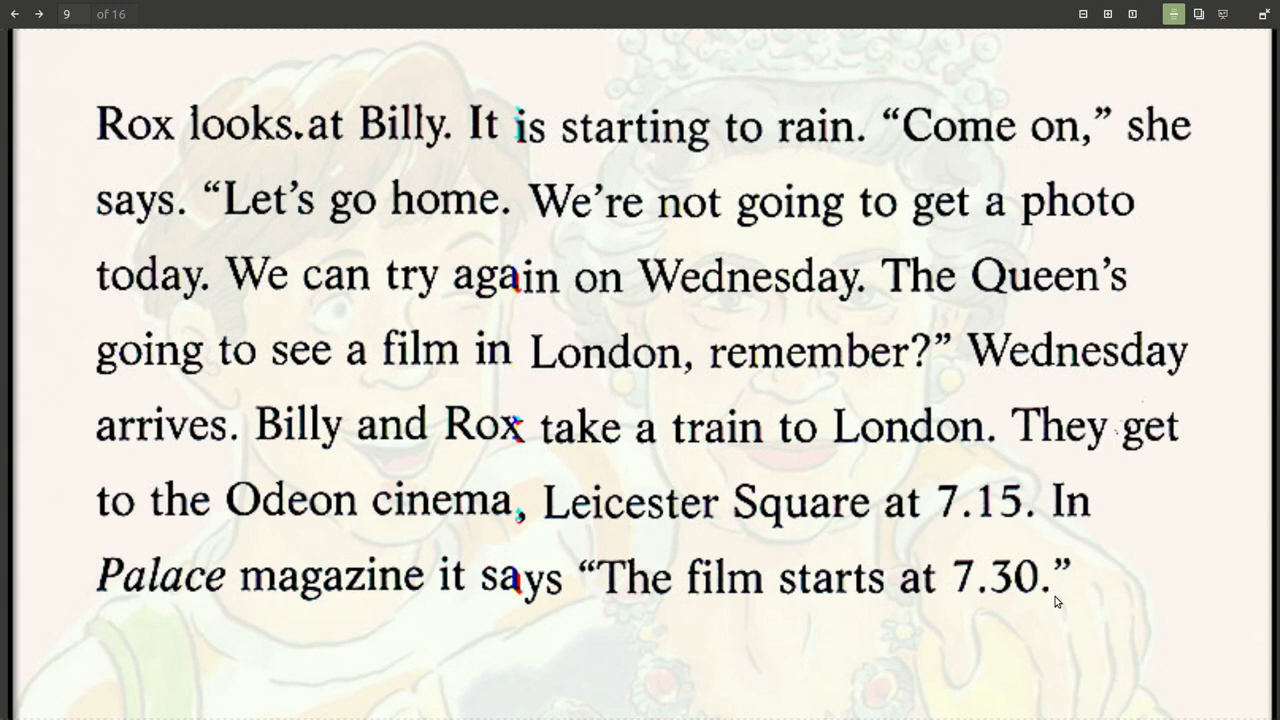 9 of 16
Rox looks.at Billy. It is starting to rain. “Come on,” she
says. “Let’s go home. We’re not going to get a photo
today. We can try again on Wednesday. The Queen’s
going to see a film in London, remember?” Wednesday
arrives. Billy and Rox take a train to London. They get
to the Odeon cinema, Leicester Square at 7.15. In
Palace magazine it says “The film starts at 7.30.”